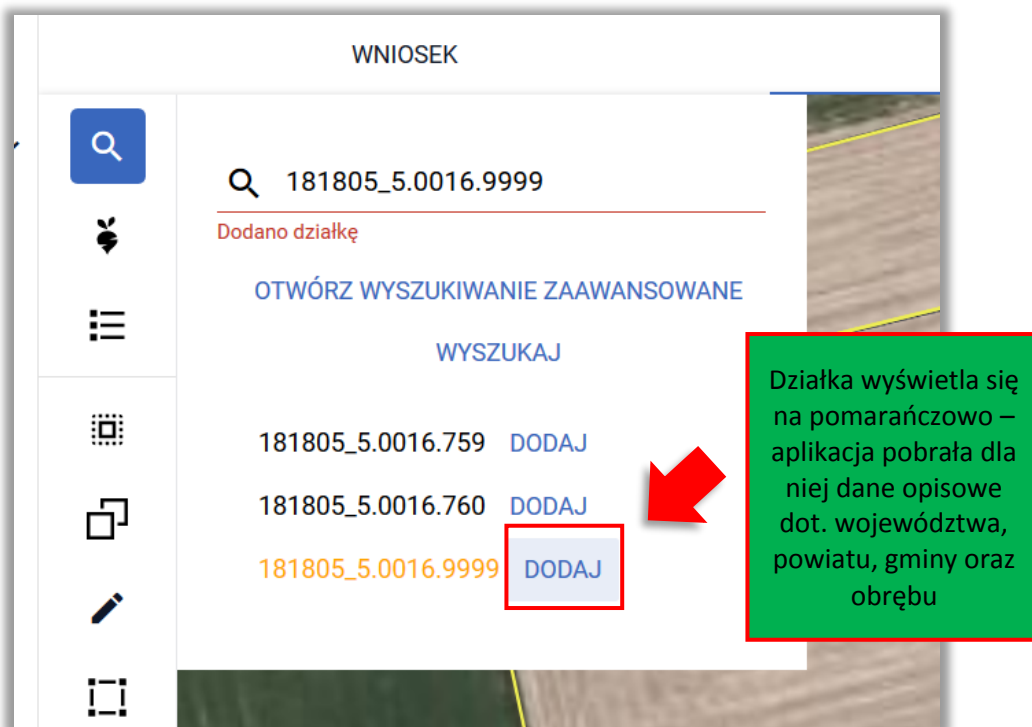 WNIOSEK
181805_5.0016.9999
Dodano działkę
OTWÓRZ WYSZUKIWANIE ZAAWANSOWANE
WYSZUKAJ
181805_5.0016.759 DODAJ
181805_5.0016.760 DODAJ
181805_5.0016.9999 DODAJ
Działka wyświetla się
na pomarańczowo –
aplikacja pobrała dla
niej dane opisowe
dot. województwa,
powiatu, gminy oraz
obrębu